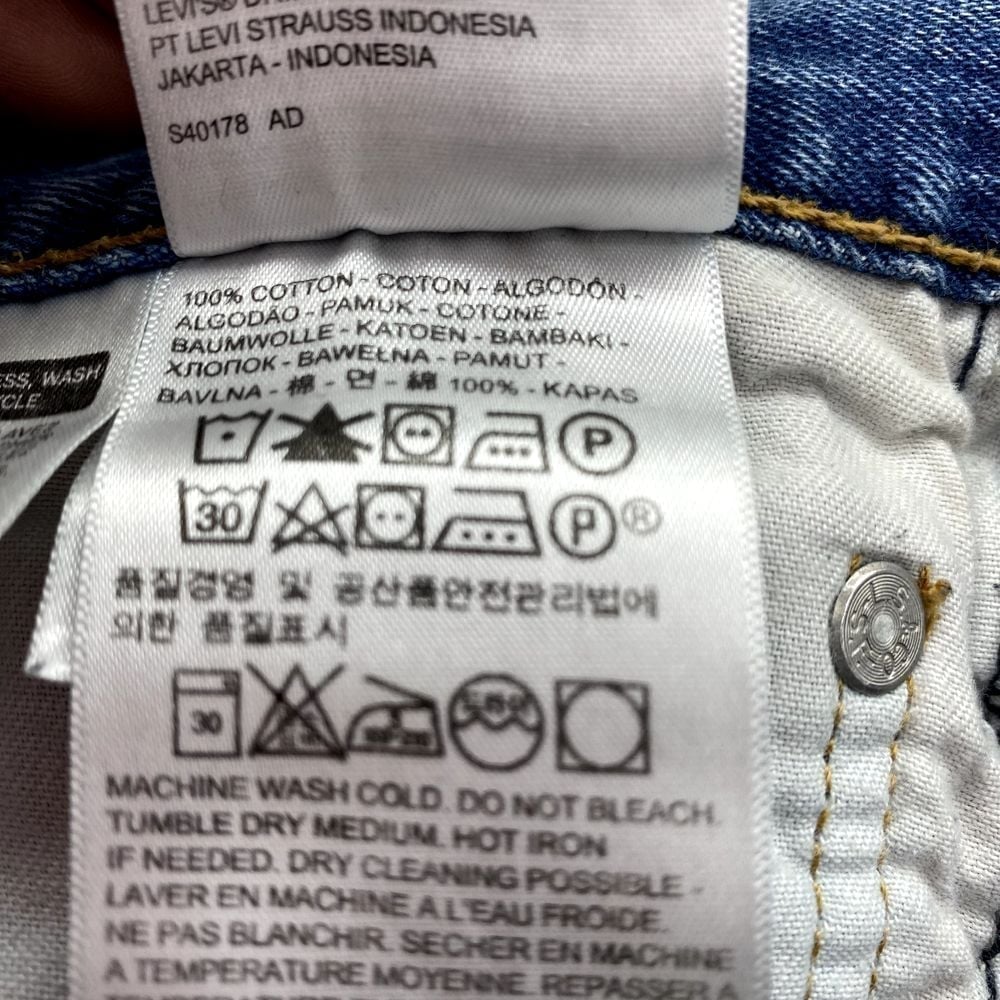 LEVI'S®
PT LEVI STRAUSS INDONESIA
JAKARTA - INDONESIA
S40178 AD
100% COTTON - COTON - ALGODÓN -
ALGODÃO - PAMUK - COTONE -
BAUMWOLLE - KATOEN - BAMBAKI -
ХЛОПОК - BAWEŁNA - PAMUT -
BAVLNA - 棉 - 면 - 綿 100% - KAPAS
P
30 P ®
품질경영 및 공산품안전관리법에
의한 품질표시
30
MACHINE WASH COLD. DO NOT BLEACH.
TUMBLE DRY MEDIUM. HOT IRON
IF NEEDED. DRY CLEANING POSSIBLE -
LAVER EN MACHINE A L'EAU FROIDE.
NE PAS BLANCHIR. SECHER EN MACHINE
A TEMPERATURE MOYENNE. REPASSER A
WASH